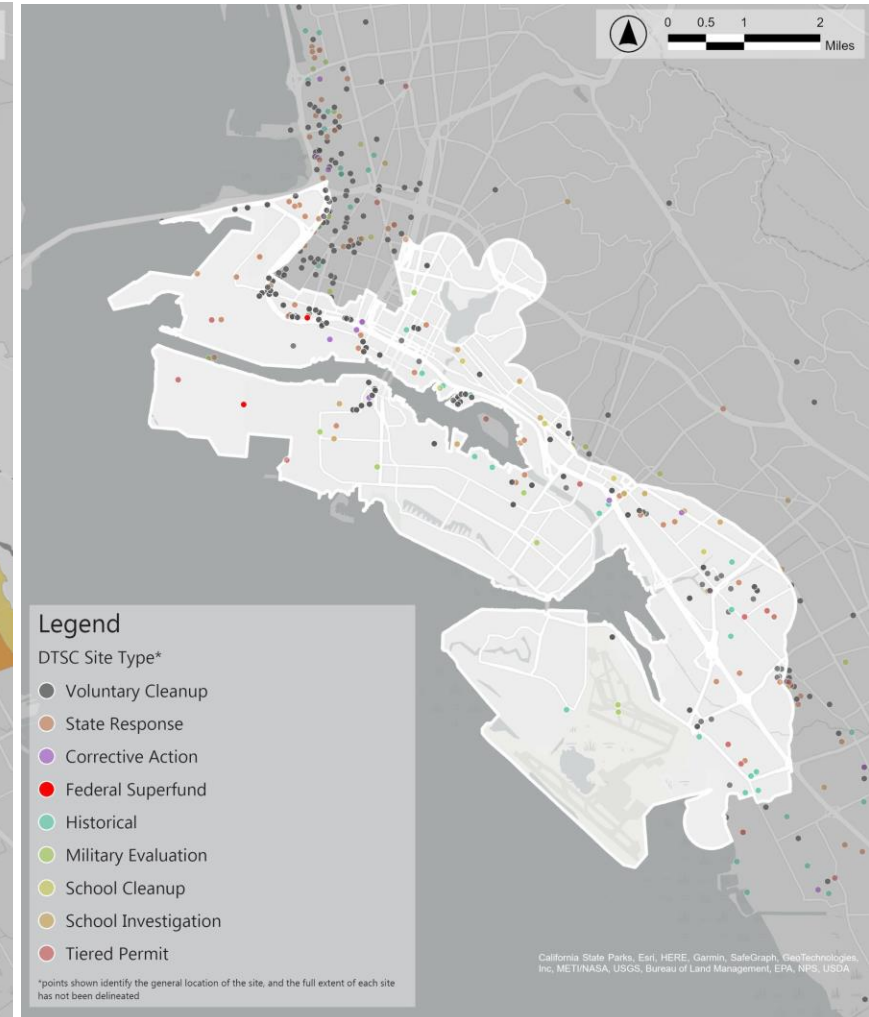 0 0.5 1 2
Miles
Legend
DTSC Site Type*
Voluntary Cleanup
State Response
Corrective Action
Federal Superfund
Historical
Military Evaluation
School Cleanup
School Investigation
Tiered Permit
*points shown identify the general location of the site, and the full extent of each site
has not been delineated
California State Parks, Esri, HERE, Garmin, SafeGraph, GeoTechnologies,
Inc, METI/NASA, USGS, Bureau of Land Management, EPA, NPS, USDA